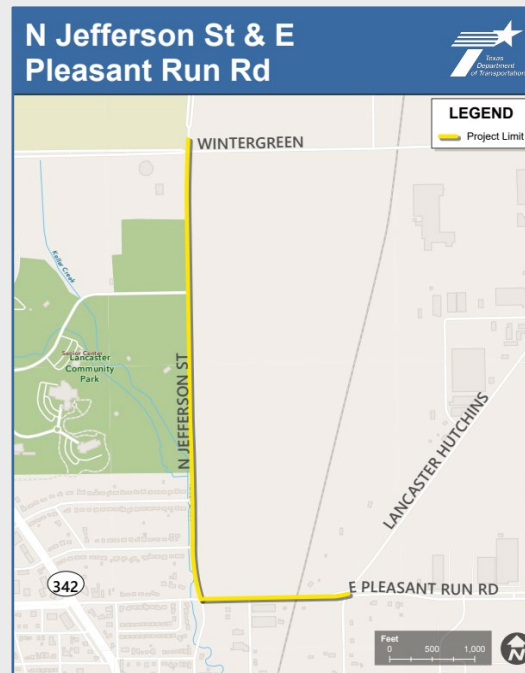 N Jefferson St & E
Pleasant Run Rd
Texas
Department
of Transportation
LEGEND
Project Limit
WINTERGREEN
Keller Creek
Senior Center
Lancaster
Community
Park
N JEFFERSON ST
LANCASTER HUTCHINS
342
E PLEASANT RUN RD
Feet
0 500 1,000
N